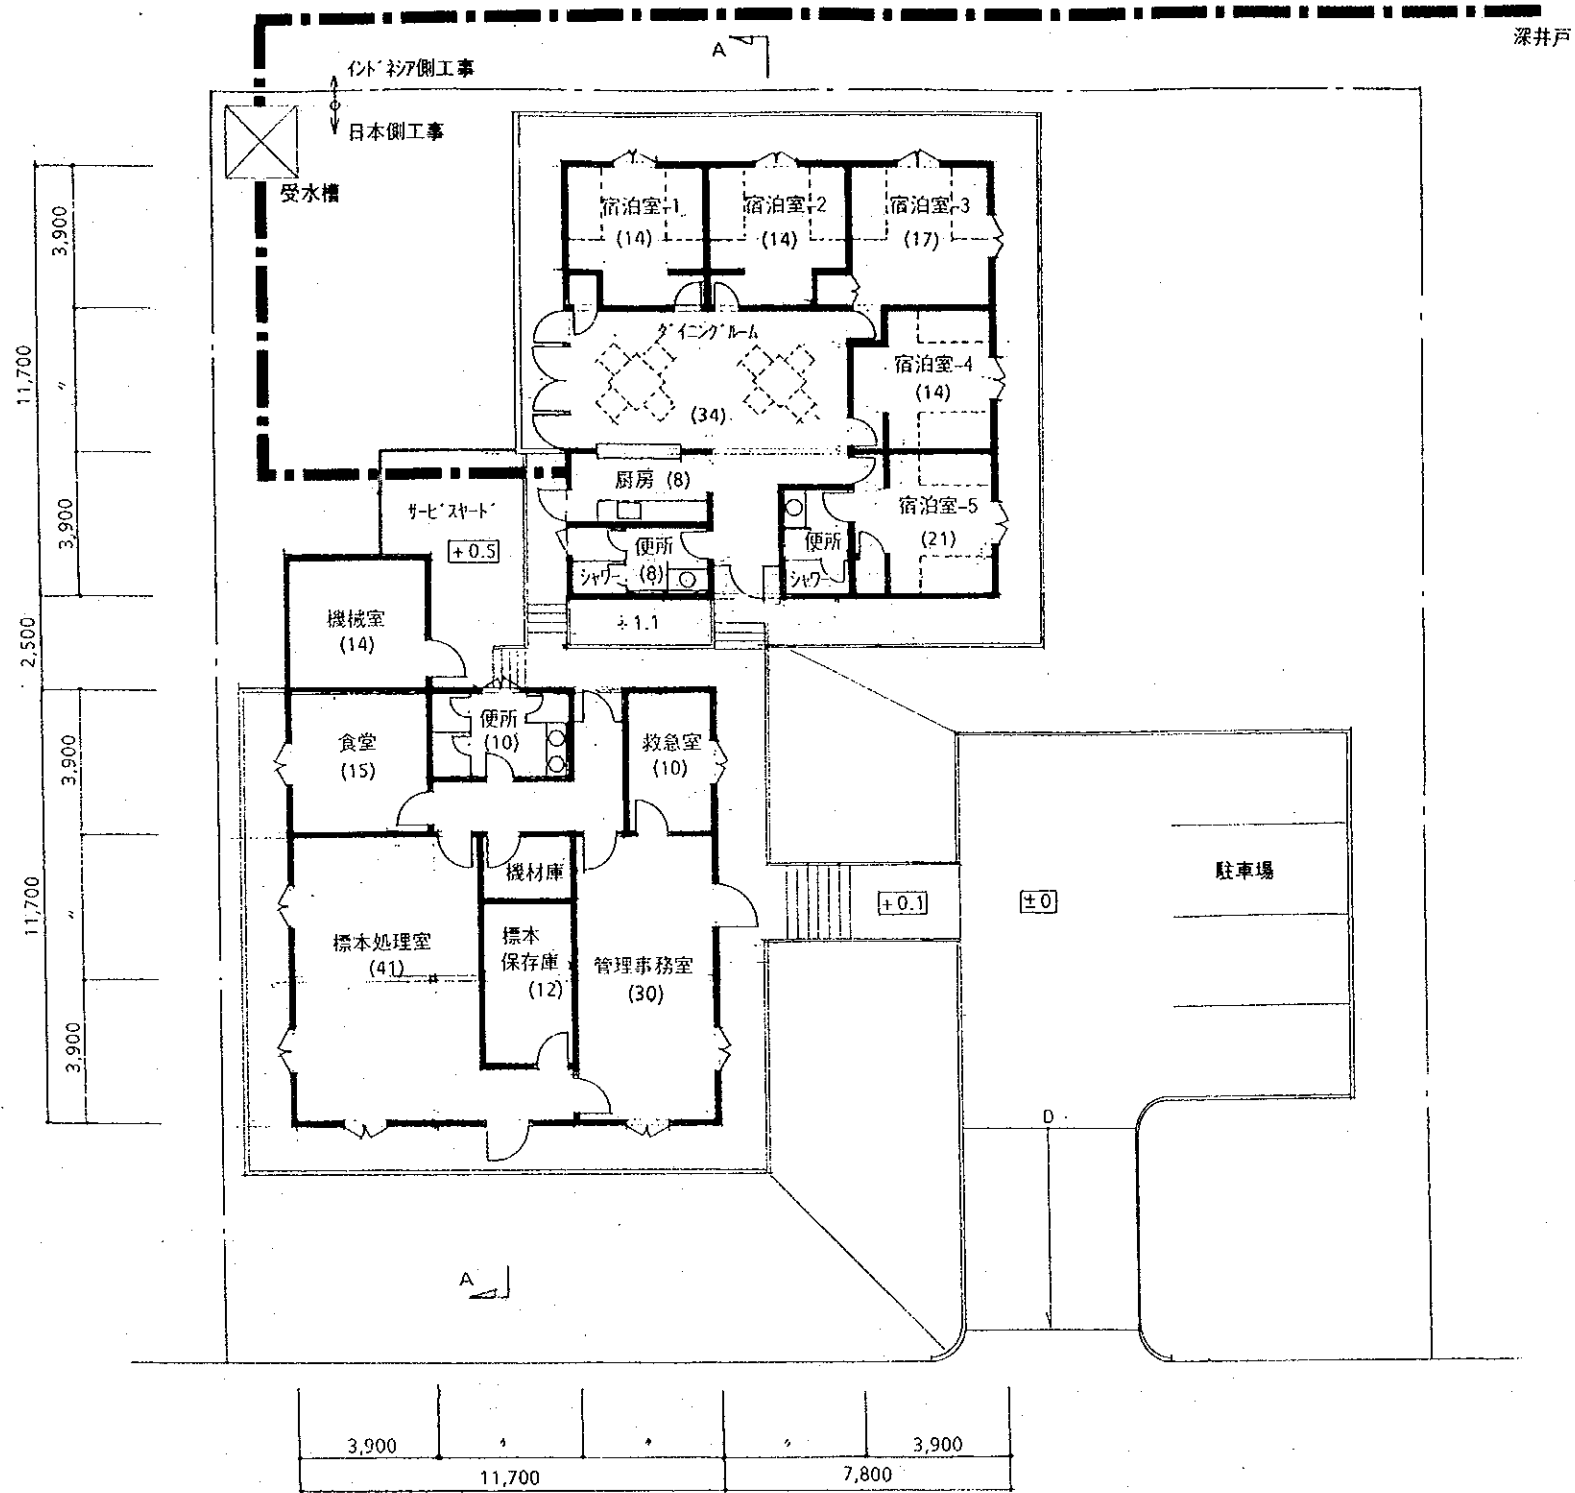 深井戸
A
インドネシア側工事
日本側工事
受水槽
宿泊室-1
(14)
宿泊室-2
(14)
宿泊室-3
(17)
3,900
11,700
〃
3,900
ダイニングルーム
(34)
宿泊室-4
(14)
厨房 (8)
宿泊室-5
(21)
サービスヤード
+0.5
便所
(8)
シャワー
便所
シャワー
機械室
(14)
2,500
食堂
(15)
便所
(10)
救急室
(10)
3,900
11,700
〃
3,900
機材庫
標本処理室
(41)
標本
保存庫
(12)
管理事務室
(30)
+0.1
±0
駐車場
D
A
3,900
〃
〃
〃
3,900
11,700
7,800